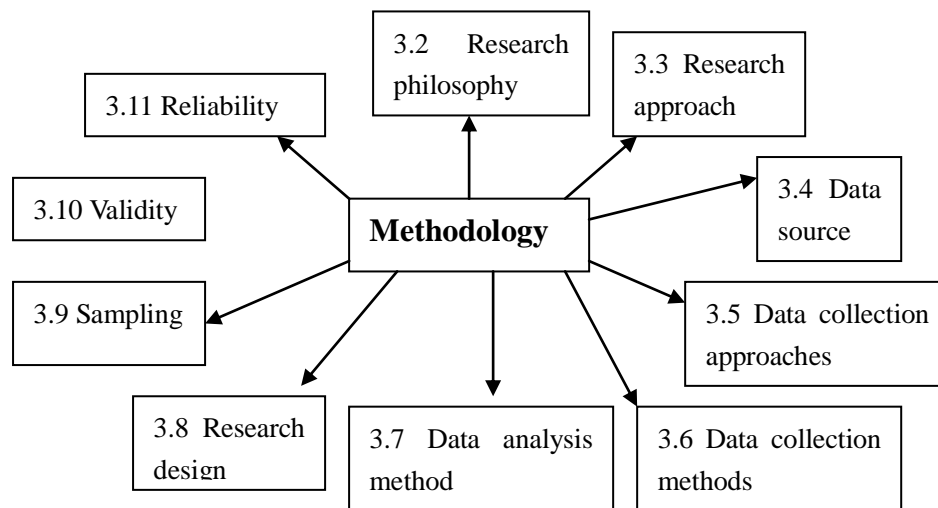 3.2 Research
philosophy
3.3 Research
approach
3.11 Reliability
3.4 Data
source
3.10 Validity
Methodology
3.5 Data collection
approaches
3.9 Sampling
3.8 Research
design
3.7 Data analysis
method
3.6 Data collection
methods